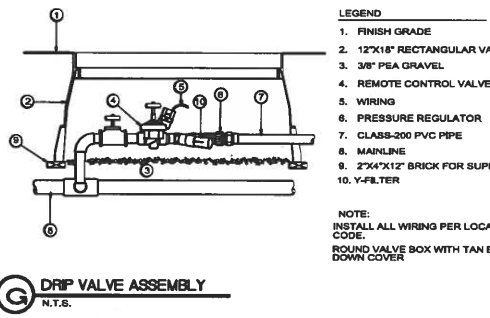 LEGEND
1. FINISH GRADE
2. 12"X18" RECTANGULAR VA
3. 3/8" PEA GRAVEL
4. REMOTE CONTROL VALVE
5. WIRING
6. PRESSURE REGULATOR
7. CLASS-200 PVC PIPE
8. MAINLINE
9. 2"X4"X12" BRICK FOR SUPP
10. Y-FILTER
NOTE:
INSTALL ALL WIRING PER LOCA
CODE.
ROUND VALVE BOX WITH TAN B
DOWN COVER
1
5
4
10
6
7
2
9
3
8
G
DRIP VALVE ASSEMBLY
N.T.S.